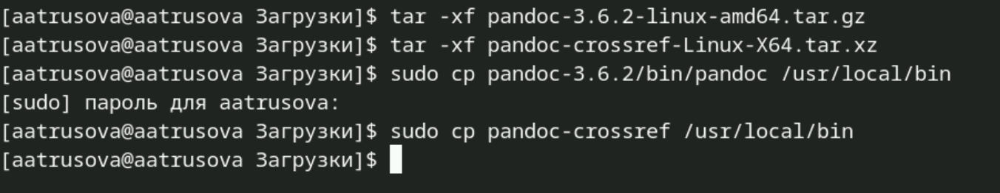 [aatrusova@aatrusova Загрузки]$ tar -xf pandoc-3.6.2-linux-amd64.tar.gz
[aatrusova@aatrusova Загрузки]$ tar -xf pandoc-crossref-Linux-X64.tar.xz
[aatrusova@aatrusova Загрузки]$ sudo cp pandoc-3.6.2/bin/pandoc /usr/local/bin
[sudo] пароль для aatrusova:
[aatrusova@aatrusova Загрузки]$ sudo cp pandoc-crossref /usr/local/bin
[aatrusova@aatrusova Загрузки]$